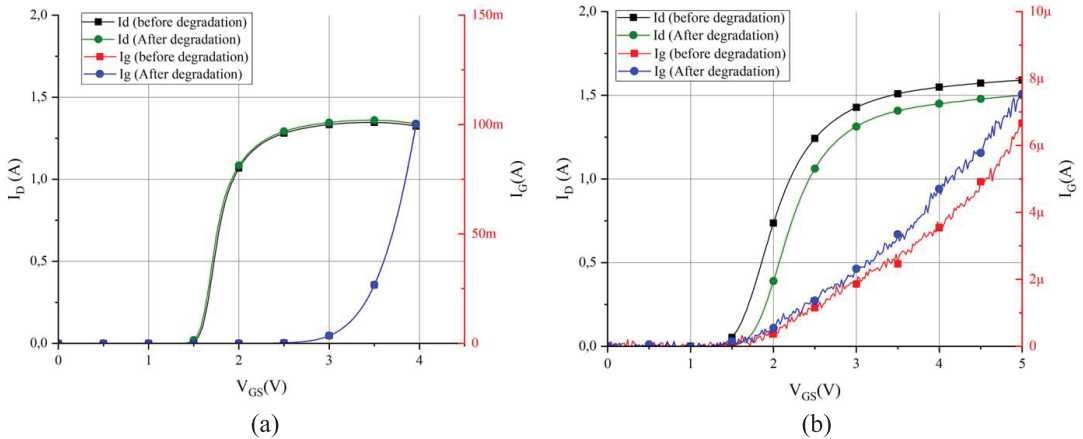 (a)
2,0
1,5
1,0
0,5
0,0
I_D (A)
Id (before degradation)
Id (After degradation)
Ig (before degradation)
Ig (After degradation)
150m
100m
50m
0
I_G(A)
0 1 2 3 4
V_GS(V)
(a)
(b)
2,0
1,5
1,0
0,5
0,0
I_D (A)
Id (before degradation)
Id (After degradation)
Ig (before degradation)
Ig (After degradation)
10μ
8μ
6μ
4μ
2μ
0
I_G(A)
0 1 2 3 4 5
V_GS(V)
(b)